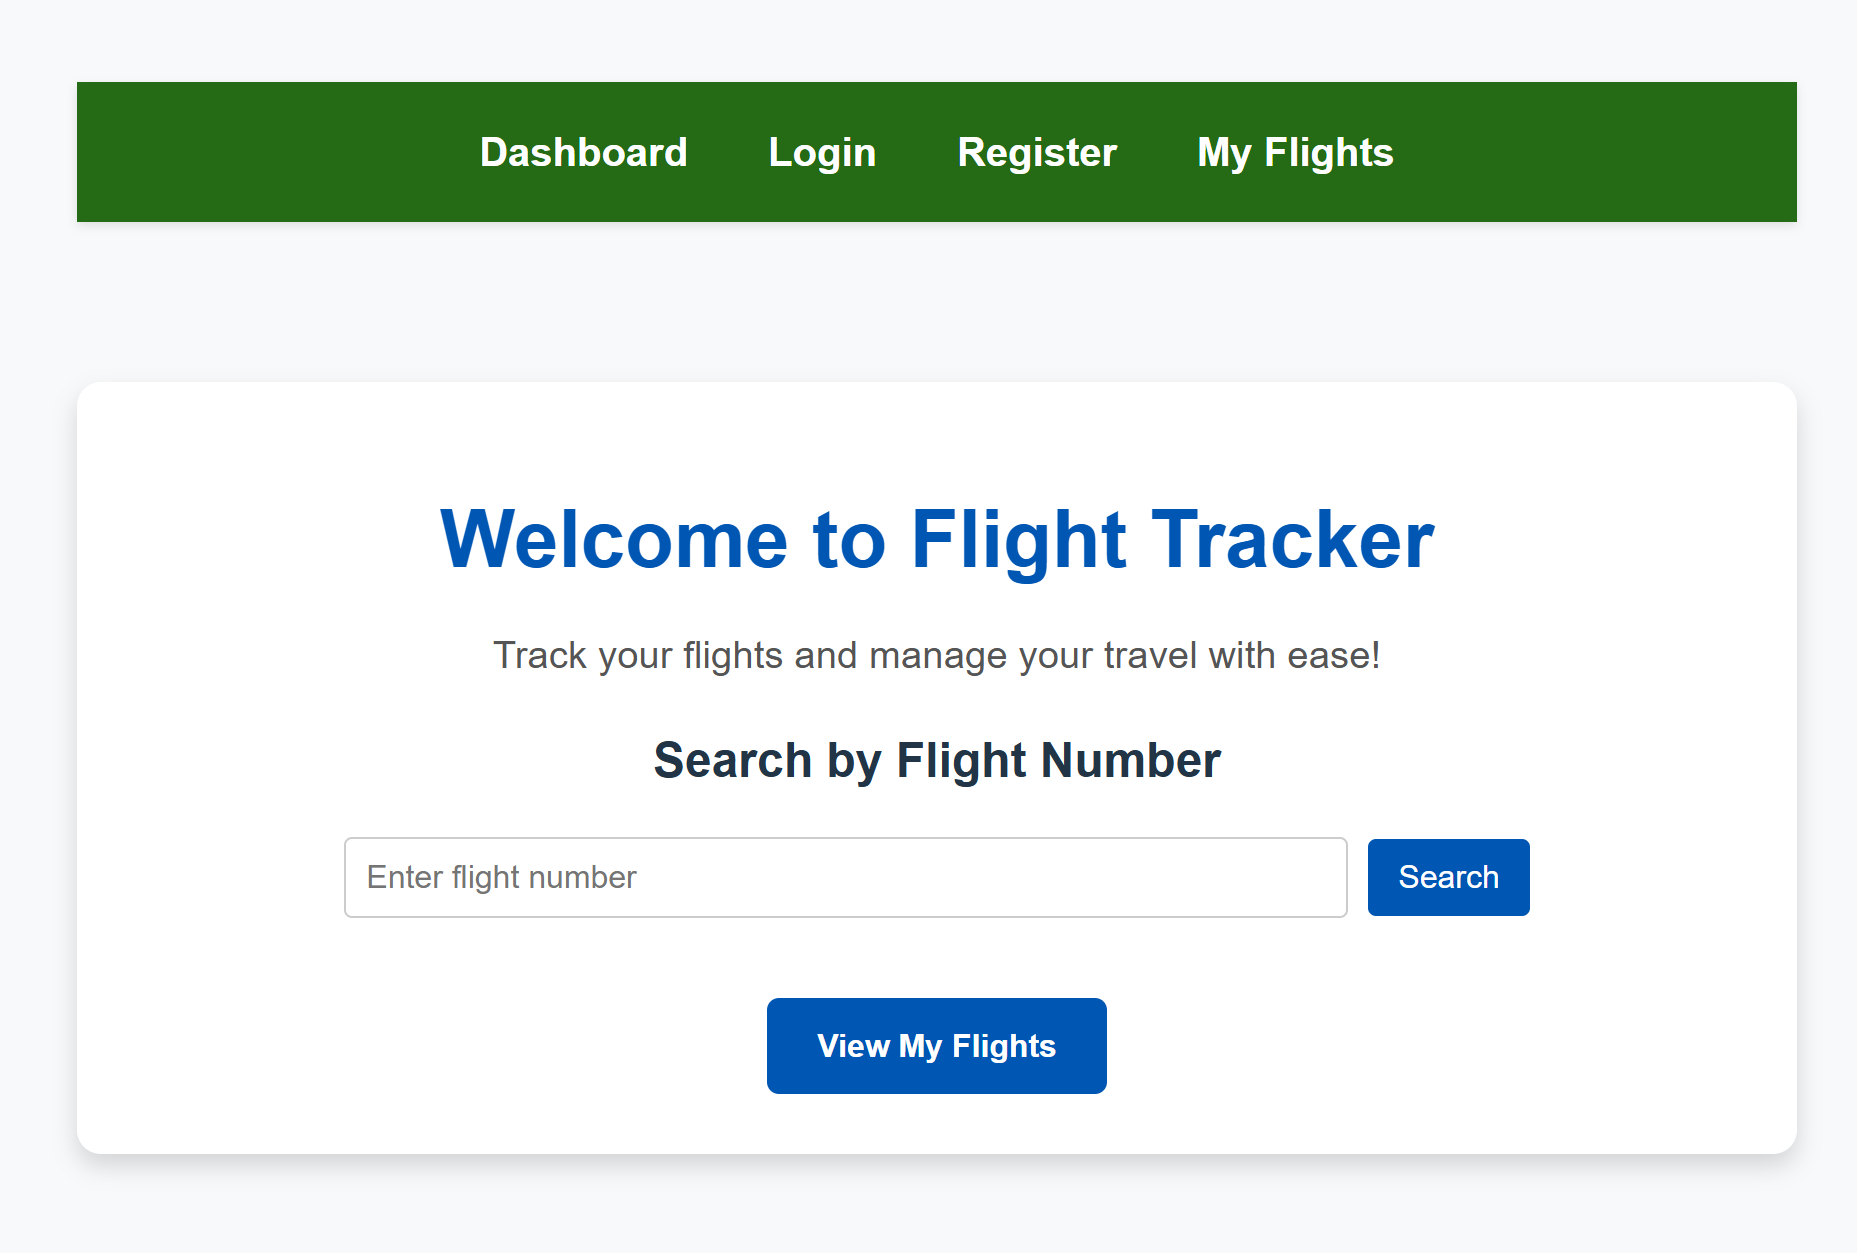 Dashboard Login Register My Flights
Welcome to Flight Tracker
Track your flights and manage your travel with ease!
Search by Flight Number
Enter flight number Search
View My Flights